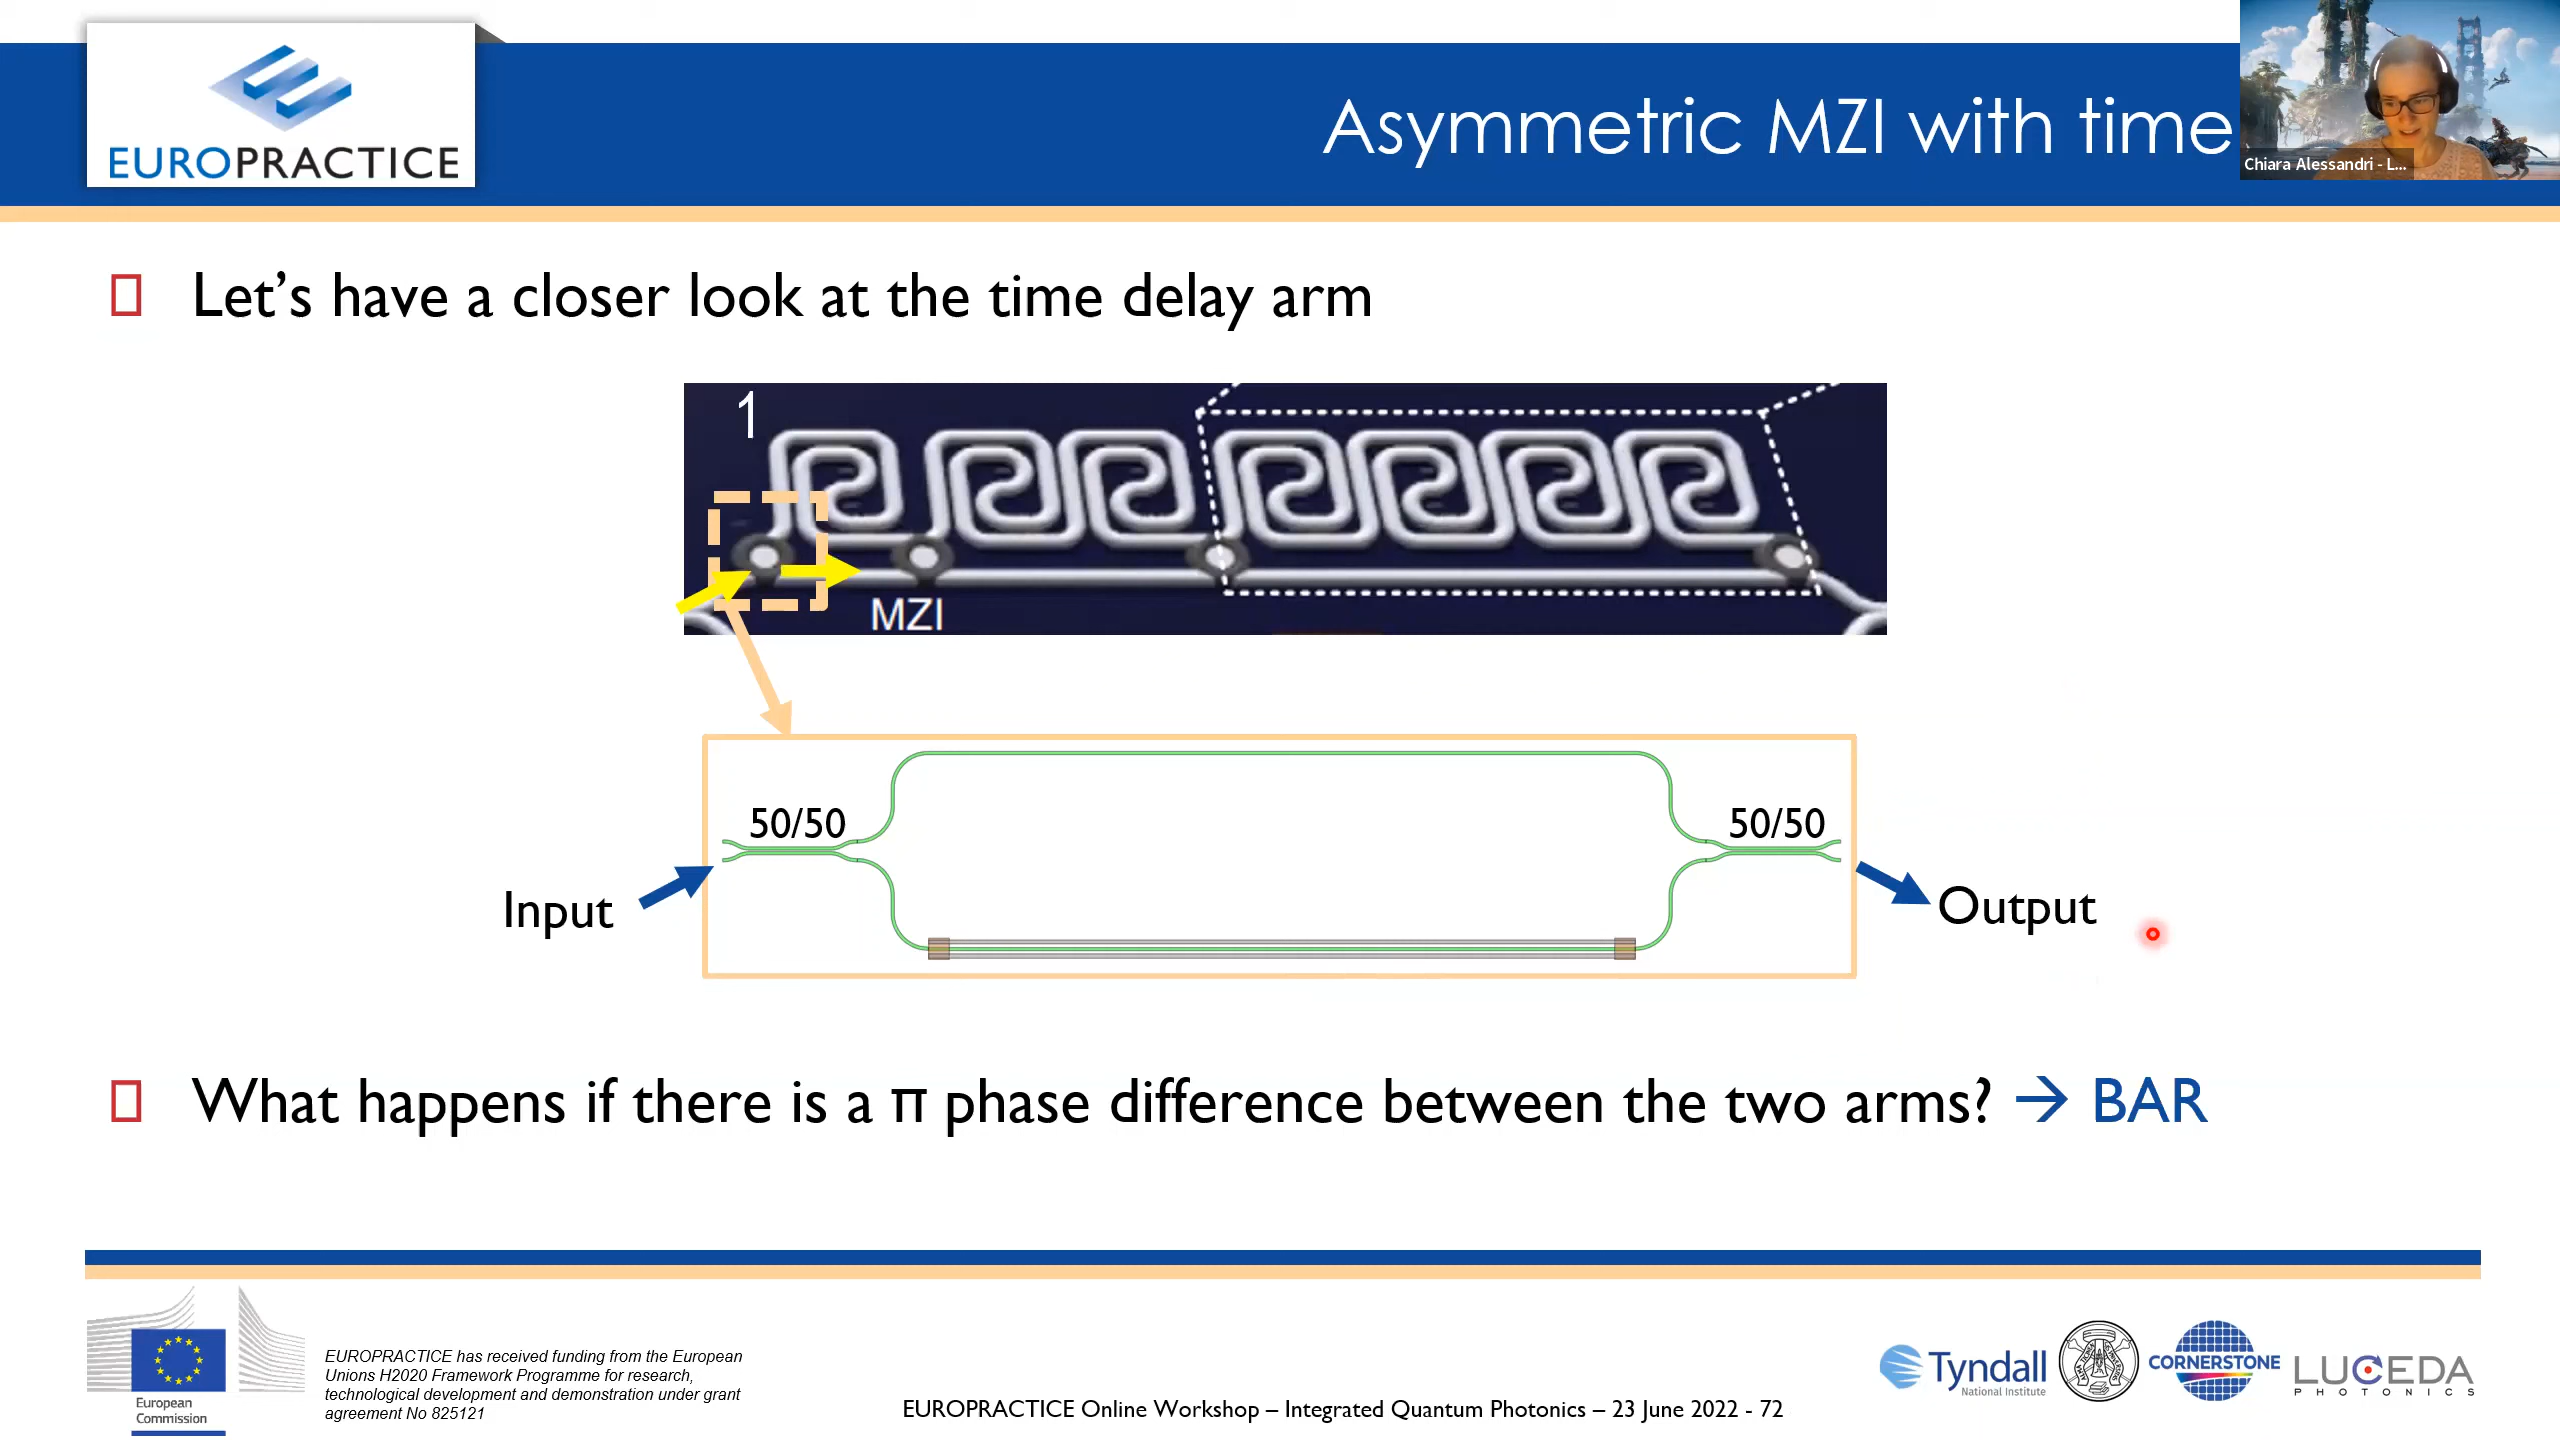 EUROPRACTICE
Asymmetric MZI with time
Chiara Alessandri - L...
Let's have a closer look at the time delay arm
1
MZI
50/50
50/50
Input
Output
What happens if there is a π phase difference between the two arms? → BAR
European
Commission
EUROPRACTICE has received funding from the European
Unions H2020 Framework Programme for research,
technological development and demonstration under grant
agreement No 825121
EUROPRACTICE Online Workshop – Integrated Quantum Photonics – 23 June 2022 - 72
Tyndall
National Institute
CORNERSTONE
LUCEDA
PHOTONICS